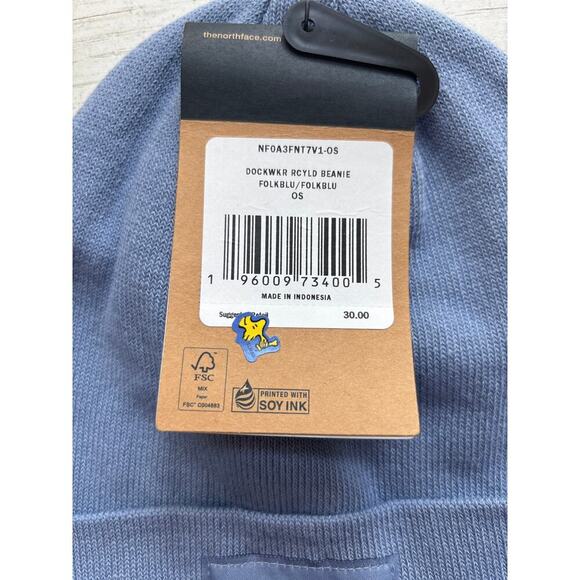 thenorthface.com
NF0A3FNT7V1-OS
DOCKWKR RCYLD BEANIE
FOLKBLU/FOLKBLU
OS
1 96009 73400 5
MADE IN INDONESIA
30.00
FSC
MIX
Paper
FSC® C004883
PRINTED WITH
SOY INK